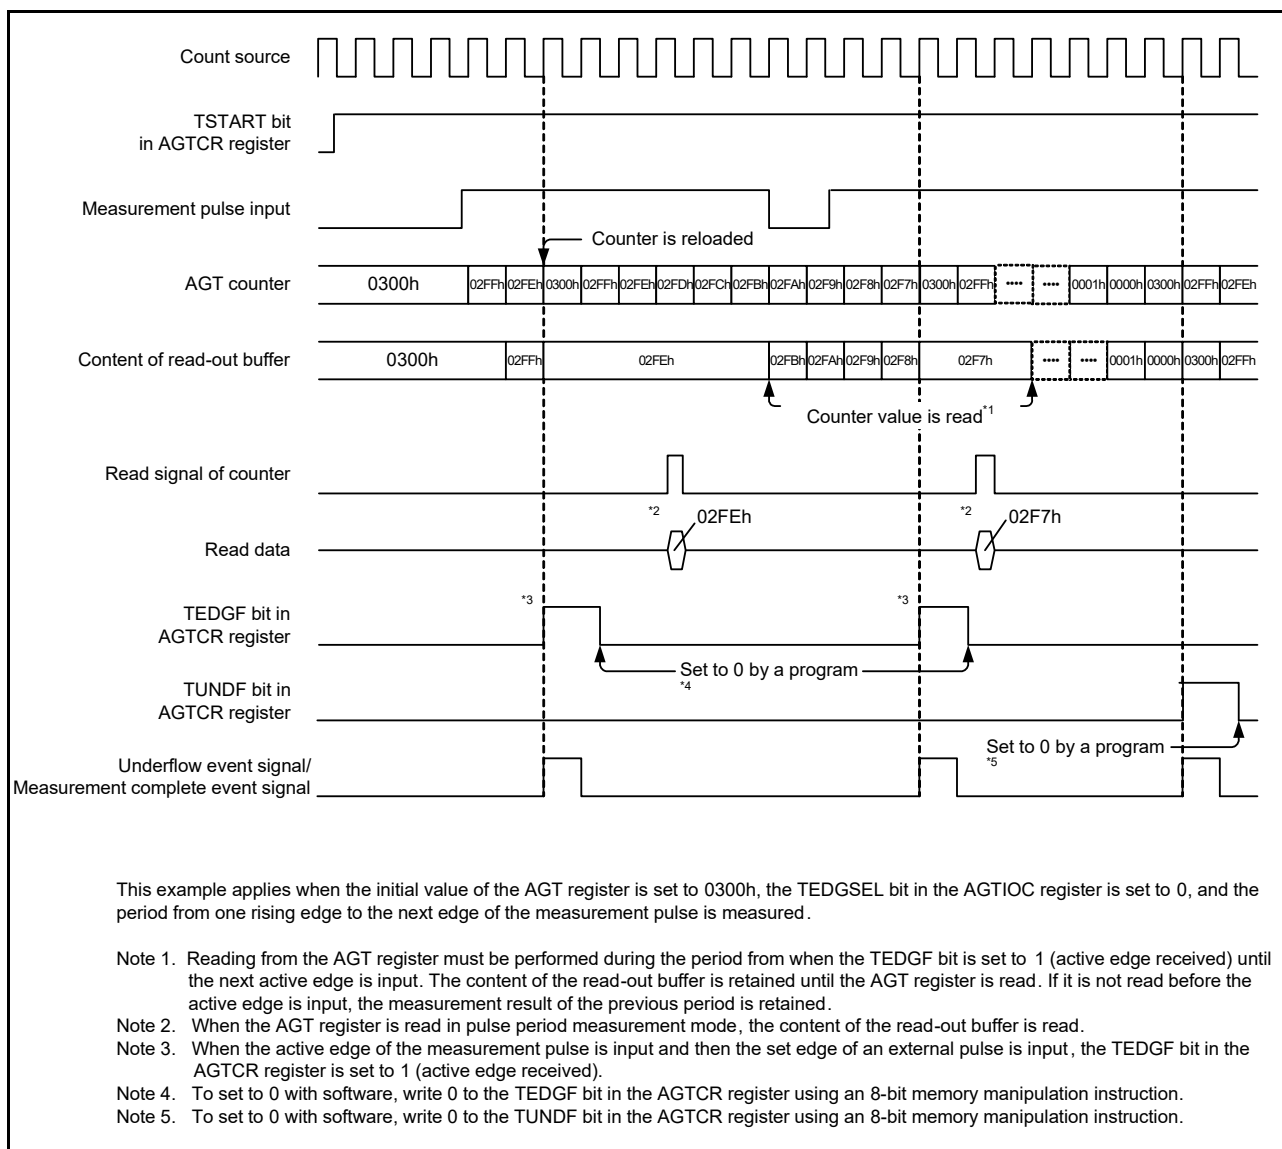 Count source
TSTART bit
in AGTCR register
Measurement pulse input
Counter is reloaded
AGT counter
0300h 02FFh 02FEh 0300h 02FFh 02FEh 02FDh 02FCh 02FBh 02FAh 02F9h 02F8h 02F7h 0300h 02FFh •••• •••• 0001h 0000h 0300h 02FFh 02FEh
Content of read-out buffer
0300h 02FFh 02FEh 02FBh 02FAh 02F9h 02F8h 02F7h •••• •••• 0001h 0000h 0300h 02FFh
Counter value is read*1
Read signal of counter
*2 02FEh *2 02F7h
Read data
*3 *3
TEDGF bit in
AGTCR register
Set to 0 by a program
*4
TUNDF bit in
AGTCR register
Set to 0 by a program
*5
Underflow event signal/
Measurement complete event signal
This example applies when the initial value of the AGT register is set to 0300h, the TEDGSEL bit in the AGTIOC register is set to 0, and the
period from one rising edge to the next edge of the measurement pulse is measured.
Note 1. Reading from the AGT register must be performed during the period from when the TEDGF bit is set to 1 (active edge received) until
the next active edge is input. The content of the read-out buffer is retained until the AGT register is read. If it is not read before the
active edge is input, the measurement result of the previous period is retained.
Note 2. When the AGT register is read in pulse period measurement mode, the content of the read-out buffer is read.
Note 3. When the active edge of the measurement pulse is input and then the set edge of an external pulse is input, the TEDGF bit in the
AGTCR register is set to 1 (active edge received).
Note 4. To set to 0 with software, write 0 to the TEDGF bit in the AGTCR register using an 8-bit memory manipulation instruction.
Note 5. To set to 0 with software, write 0 to the TUNDF bit in the AGTCR register using an 8-bit memory manipulation instruction.